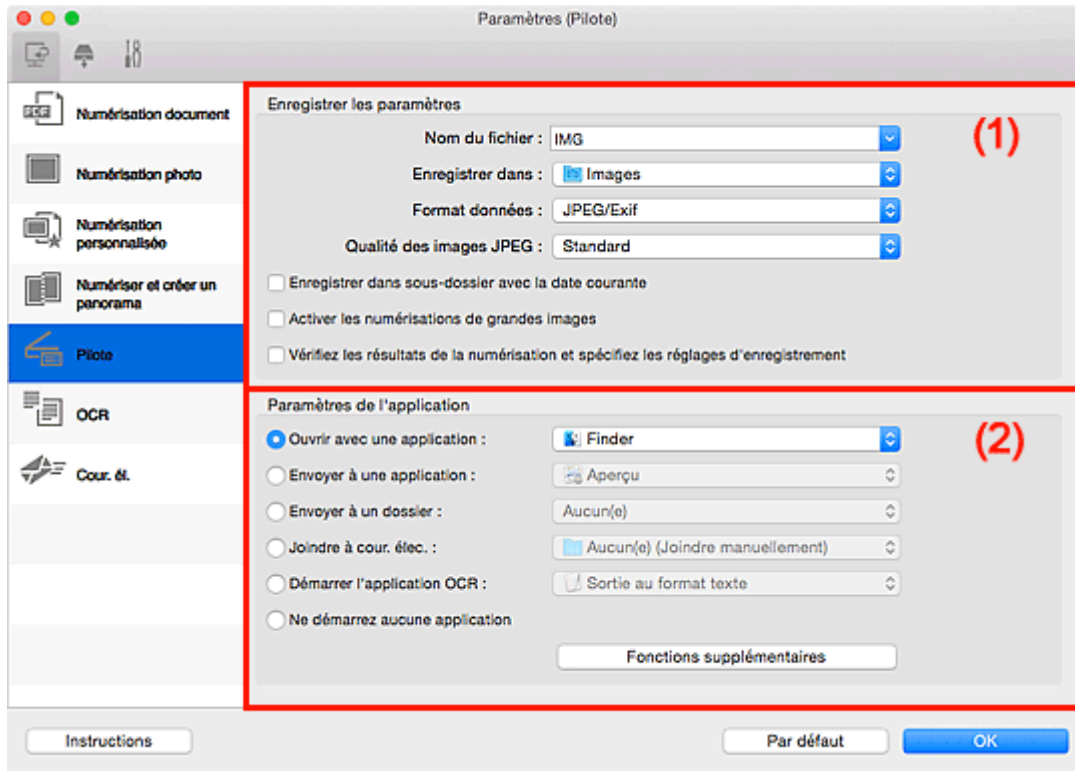 Paramètres (Pilote)
Numérisation document
Numérisation photo
Numérisation
personnalisée
Numériser et créer un
panorama
Pilote
OCR
Cour. él.
Enregistrer les paramètres
(1)
Nom du fichier : IMG
Enregistrer dans : Images
Format données : JPEG/Exif
Qualité des images JPEG : Standard
Enregistrer dans sous-dossier avec la date courante
Activer les numérisations de grandes images
Vérifiez les résultats de la numérisation et spécifiez les réglages d'enregistrement
Paramètres de l'application
(2)
Ouvrir avec une application : Finder
Envoyer à une application : Aperçu
Envoyer à un dossier : Aucun(e)
Joindre à cour. élec. : Aucun(e) (Joindre manuellement)
Démarrer l'application OCR : Sortie au format texte
Ne démarrez aucune application
Fonctions supplémentaires
Instructions
Par défaut
OK